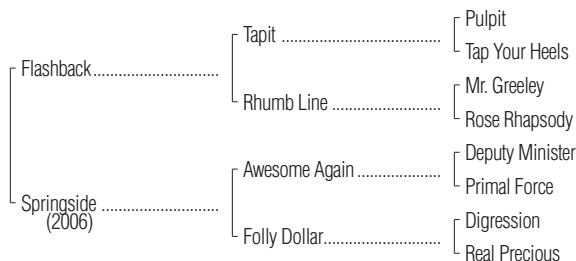 Pulpit
Tapit
Tap Your Heels
Flashback
Mr. Greeley
Rhumb Line
Rose Rhapsody
Deputy Minister
Awesome Again
Primal Force
Springside
(2006)
Digression
Folly Dollar
Real Precious